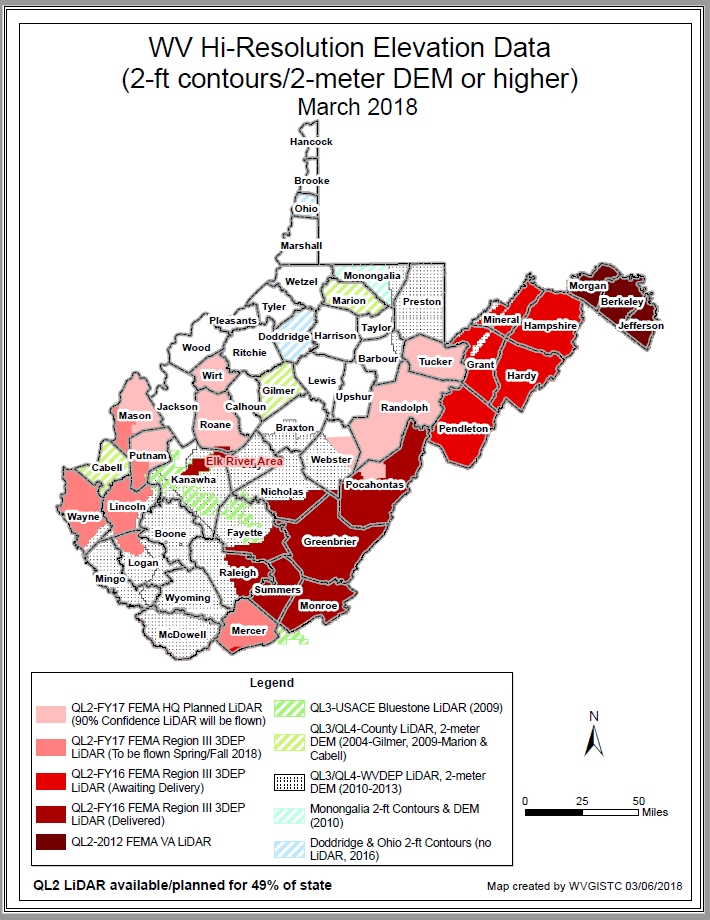 WV Hi-Resolution Elevation Data
(2-ft contours/2-meter DEM or higher)
March 2018
Hancock
Brooke
Ohio
Marshall
Wetzel
Monongalia
Marion
Preston
Morgan
Berkeley
Jefferson
Tyler
Pleasants
Doddridge
Harrison
Taylor
Mineral
Hampshire
Wood
Ritchie
Barbour
Tucker
Grant
Wirt
Gilmer
Lewis
Upshur
Hardy
Mason
Jackson
Calhoun
Randolph
Roane
Braxton
Pendleton
Putnam
Elk River Area
Webster
Cabell
Kanawha
Nicholas
Pocahontas
Wayne
Lincoln
Boone
Fayette
Greenbrier
Logan
Mingo
Raleigh
Summers
Wyoming
Monroe
McDowell
Mercer
Legend
QL2-FY17 FEMA HQ Planned LiDAR
(90% Confidence LiDAR will be flown)
QL2-FY17 FEMA Region III 3DEP
LiDAR (To be flown Spring/Fall 2018)
QL2-FY16 FEMA Region III 3DEP
LiDAR (Awaiting Delivery)
QL2-FY16 FEMA Region III 3DEP
LiDAR (Delivered)
QL2-2012 FEMA VA LiDAR
QL3-USACE Bluestone LiDAR (2009)
QL3/QL4-County LiDAR, 2-meter
DEM (2004-Gilmer, 2009-Marion &
Cabell)
QL3/QL4-WVDEP LiDAR, 2-meter
DEM (2010-2013)
Monongalia 2-ft Contours & DEM
(2010)
Doddridge & Ohio 2-ft Contours (no
LiDAR, 2016)
N
0 25 50
Miles
QL2 LiDAR available/planned for 49% of state
Map created by WVGISTC 03/06/2018